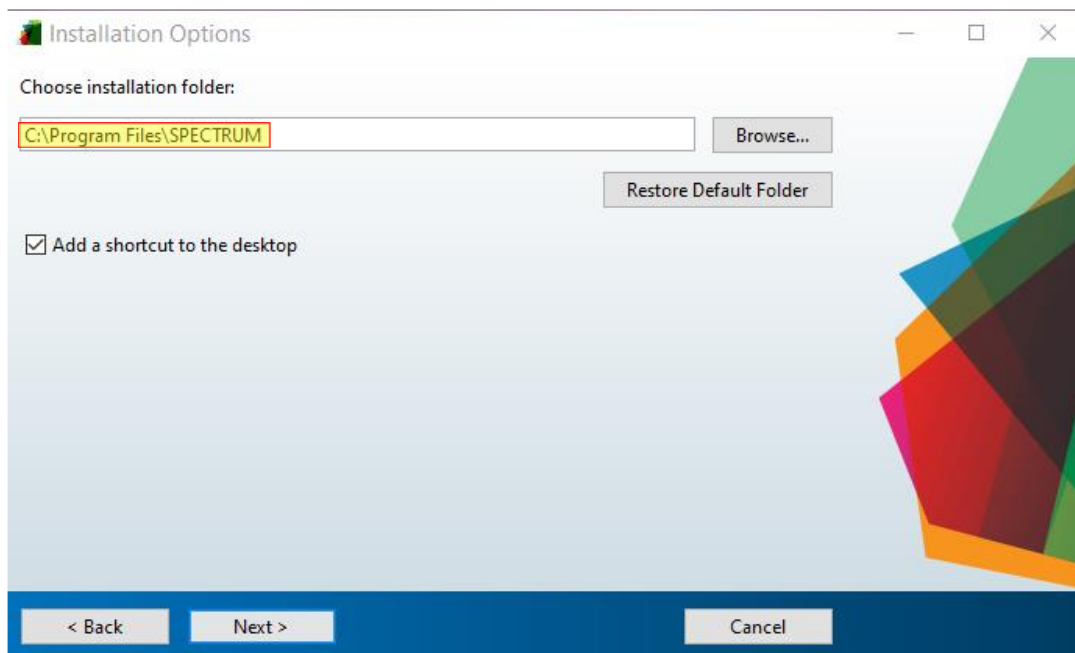 Installation Options
Choose installation folder:
C:\Program Files\SPECTRUM
Browse...
Restore Default Folder
Add a shortcut to the desktop
< Back
Next >
Cancel